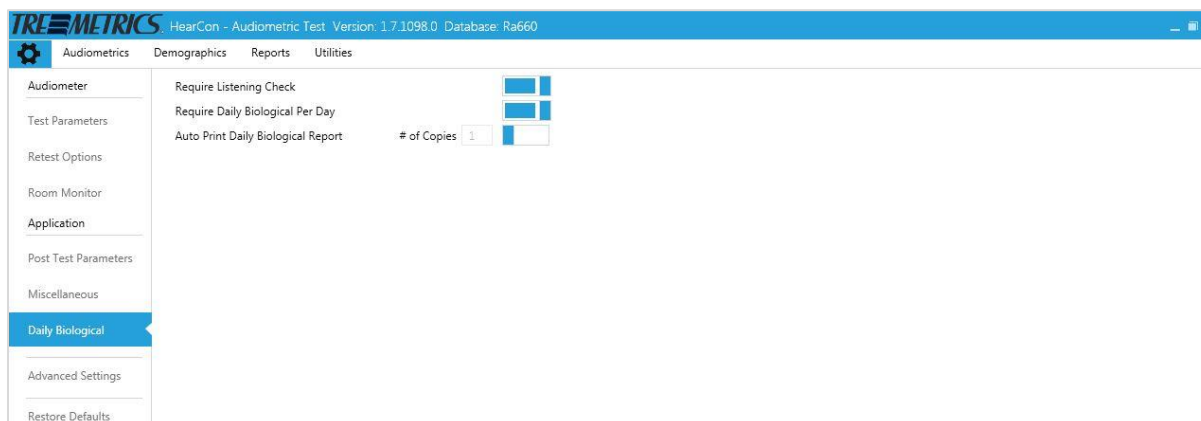 TREMETRICS. HearCon - Audiometric Test Version: 1.7.1098.0 Database: Ra660
Audiometrics Demographics Reports Utilities
Audiometer
Test Parameters
Retest Options
Room Monitor
Application
Post Test Parameters
Miscellaneous
Daily Biological
Advanced Settings
Restore Defaults
Require Listening Check
Require Daily Biological Per Day
Auto Print Daily Biological Report # of Copies 1